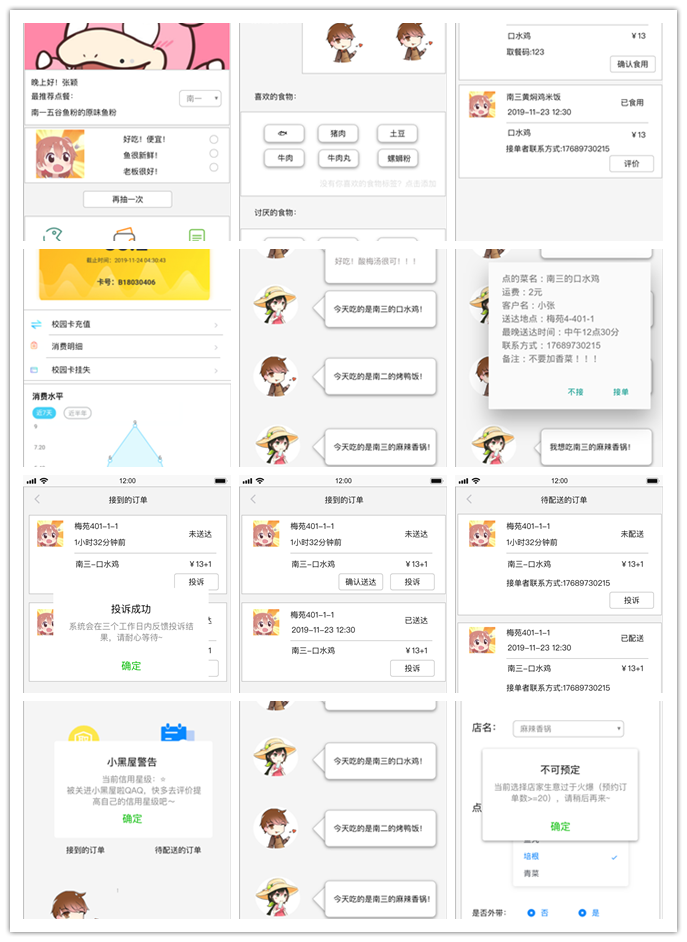 晚上好！张颖
最推荐点餐：
南一
南一五谷鱼粉的原味鱼粉
好吃！便宜！
鱼很新鲜！
老板很好！
再抽一次
喜欢的食物：
猪肉
土豆
牛肉
牛肉丸
螺蛳粉
没有你喜欢的食物标签？点击添加
讨厌的食物：
口水鸡
￥13
取餐码:123
确认食用
南三黄焖鸡米饭
已食用
2019-11-23 12:30
口水鸡
￥13
接单者联系方式:17689730215
评价
截止时间：2019-11-24 04:30:43
卡号：B18030406
校园卡充值
消费明细
校园卡挂失
消费水平
近7天
近半年
9
9
7 20
6
6
6
好吃！酸梅汤很可！！！
今天吃的是南三的口水鸡！
今天吃的是南二的烤鸭饭！
今天吃的是南三的麻辣香锅！
点的菜名：南三的口水鸡
运费：2元
客户名：小张
送达地点：梅苑4-401-1
最晚送达时间：中午12点30分
联系方式：17689730215
备注：不要加香菜！！！
不接
接单
我想吃南三的麻辣香锅！
12:00
接到的订单
梅苑401-1-1
未送达
1小时32分钟前
南三-口水鸡
￥13+1
投诉
投诉成功
系统会在三个工作日内反馈投诉结
果，请耐心等待~
确定
送达
+1
12:00
接到的订单
梅苑401-1-1
未送达
1小时32分钟前
南三-口水鸡
￥13+1
确认送达
投诉
梅苑401-1-1
已送达
2019-11-23 12:30
南三-口水鸡
￥13+1
投诉
12:00
待配送的订单
梅苑401-1-1
未配送
1小时32分钟前
南三-口水鸡
￥13+1
接单者联系方式:17689730215
投诉
梅苑401-1-1
已配送
2019-11-23 12:30
南三-口水鸡
￥13+1
接单者联系方式:17689730215
小黑屋警告
当前信用星级：☆
被关进小黑屋啦QAQ，快多去评价提
高自己的信用星级吧~
确定
接到的订单
待配送的订单
今天吃的是南三的口水鸡！
今天吃的是南二的烤鸭饭！
今天吃的是南三的麻辣香锅！
店名：
麻辣香锅
不可预定
当前选择店家生意过于火爆（预约订
单数>=20），请稍后再来~
确定
点
培根
青菜
是否外带：
否
是